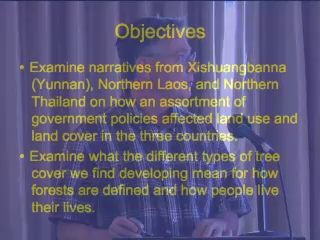 Objectives
• Examine narratives from Xishuangbanna
(Yunnan), Northern Laos, and Northern
Thailand on how an assortment of
government policies affected land use and
land cover in the three countries.
• Examine what the different types of tree
cover we find developing mean for how
forests are defined and how people live
their lives.